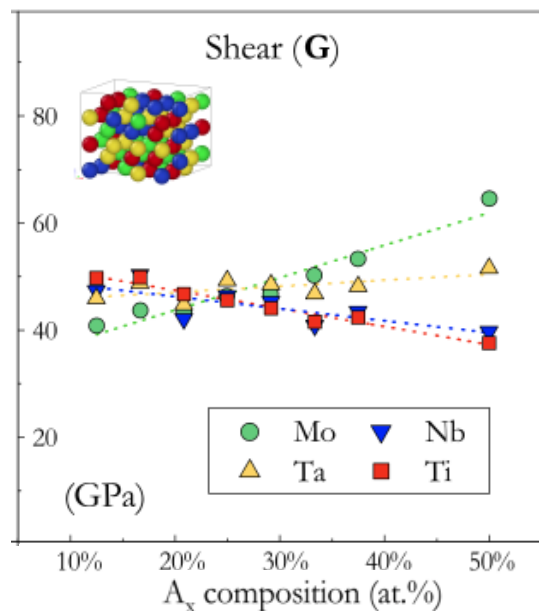 Shear (G)
80
60
40
20
(GPa)
Mo Nb
Ta Ti
10% 20% 30% 40% 50%
Aₓ composition (at.%)